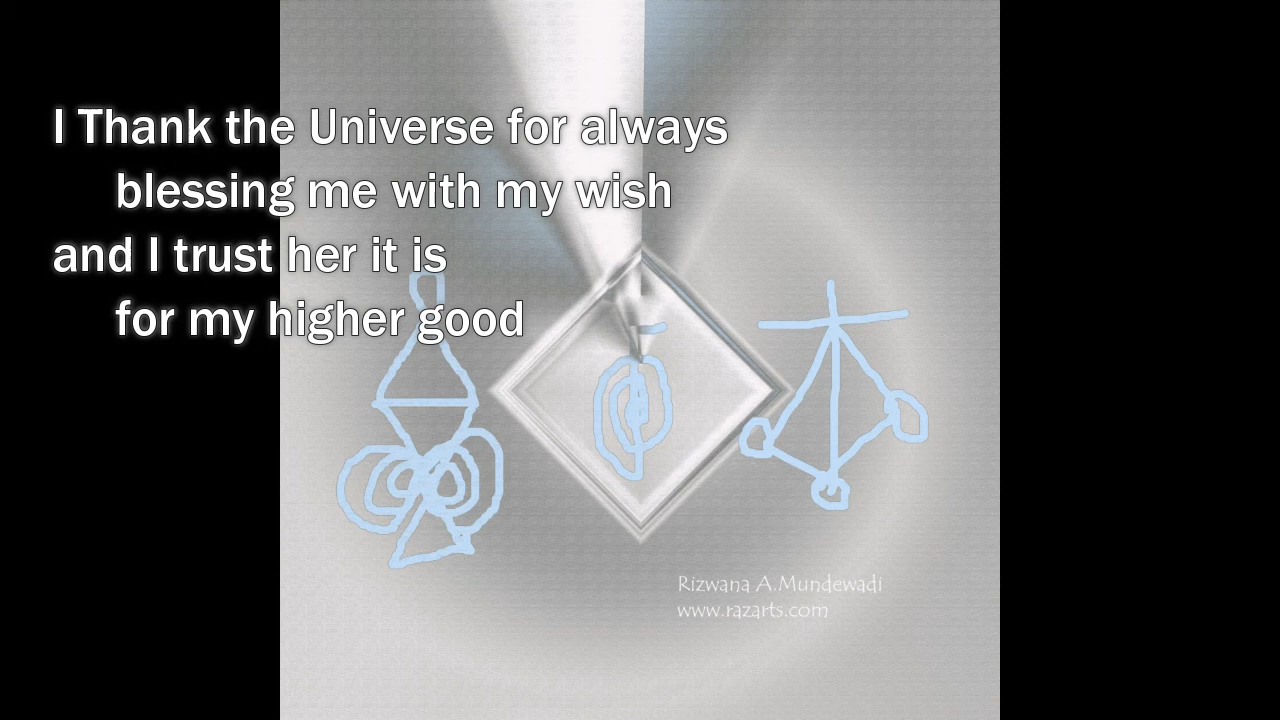 I Thank the Universe for always
blessing me with my wish
and I trust her it is
for my higher good
Rizwana A.Mundewadi
www.razarts.com